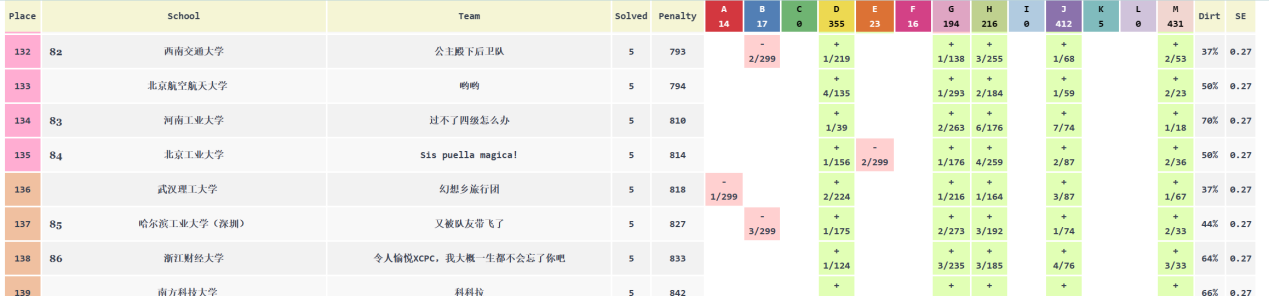 Place School Team Solved Penalty A 14 B 17 C 0 D 355 E 23 F 16 G 194 H 216 I 0 J 412 K 5 L 0 M 431 Dirt SE
132 82 西南交通大学 公主殿下后卫队 5 793 - 2/299 + 1/219 + 1/138 + 3/255 + 1/68 + 2/53 37% 0.27
133 北京航空航天大学 哟哟 5 794 + 4/135 + 1/293 + 2/184 + 1/59 + 2/23 50% 0.27
134 83 河南工业大学 过不了四级怎么办 5 810 + 1/39 + 2/263 + 6/176 + 7/74 + 1/18 70% 0.27
135 84 北京工业大学 Sis puella magica! 5 814 + 1/156 - 2/299 + 1/176 + 4/259 + 2/87 + 2/36 50% 0.27
136 武汉理工大学 幻想乡旅行团 5 818 - 1/299 + 2/224 + 1/216 + 1/164 + 3/87 + 1/67 37% 0.27
137 85 哈尔滨工业大学（深圳） 又被队友带飞了 5 827 - 3/299 + 1/175 + 2/273 + 3/192 + 1/74 + 2/33 44% 0.27
138 86 浙江财经大学 令人愉悦XCPC，我大概一生都不会忘了你吧 5 833 + 1/124 + 3/235 + 3/185 + 4/76 + 3/33 64% 0.27
139 南方科技大学 科科拉 5 842 + + + + + 66% 0.27